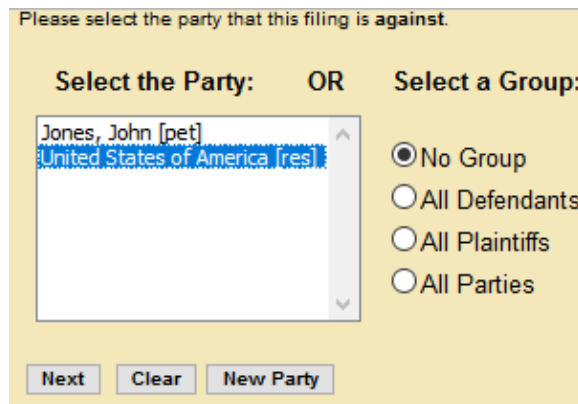 Please select the party that this filing is against.
Select the Party: OR Select a Group:
Jones, John [pet]
United States of America [res]
No Group
All Defendants
All Plaintiffs
All Parties
Next Clear New Party